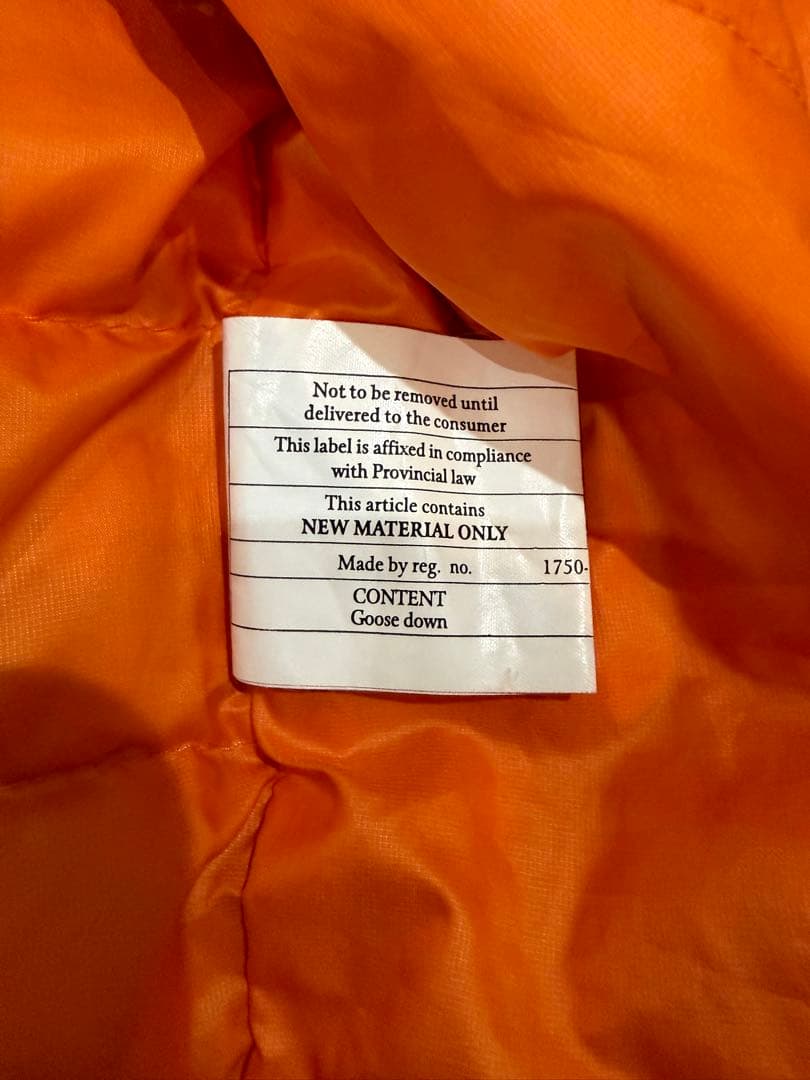 Not to be removed until
delivered to the consumer
This label is affixed in compliance
with Provincial law
This article contains
NEW MATERIAL ONLY
Made by reg. no. 1750-
CONTENT
Goose down